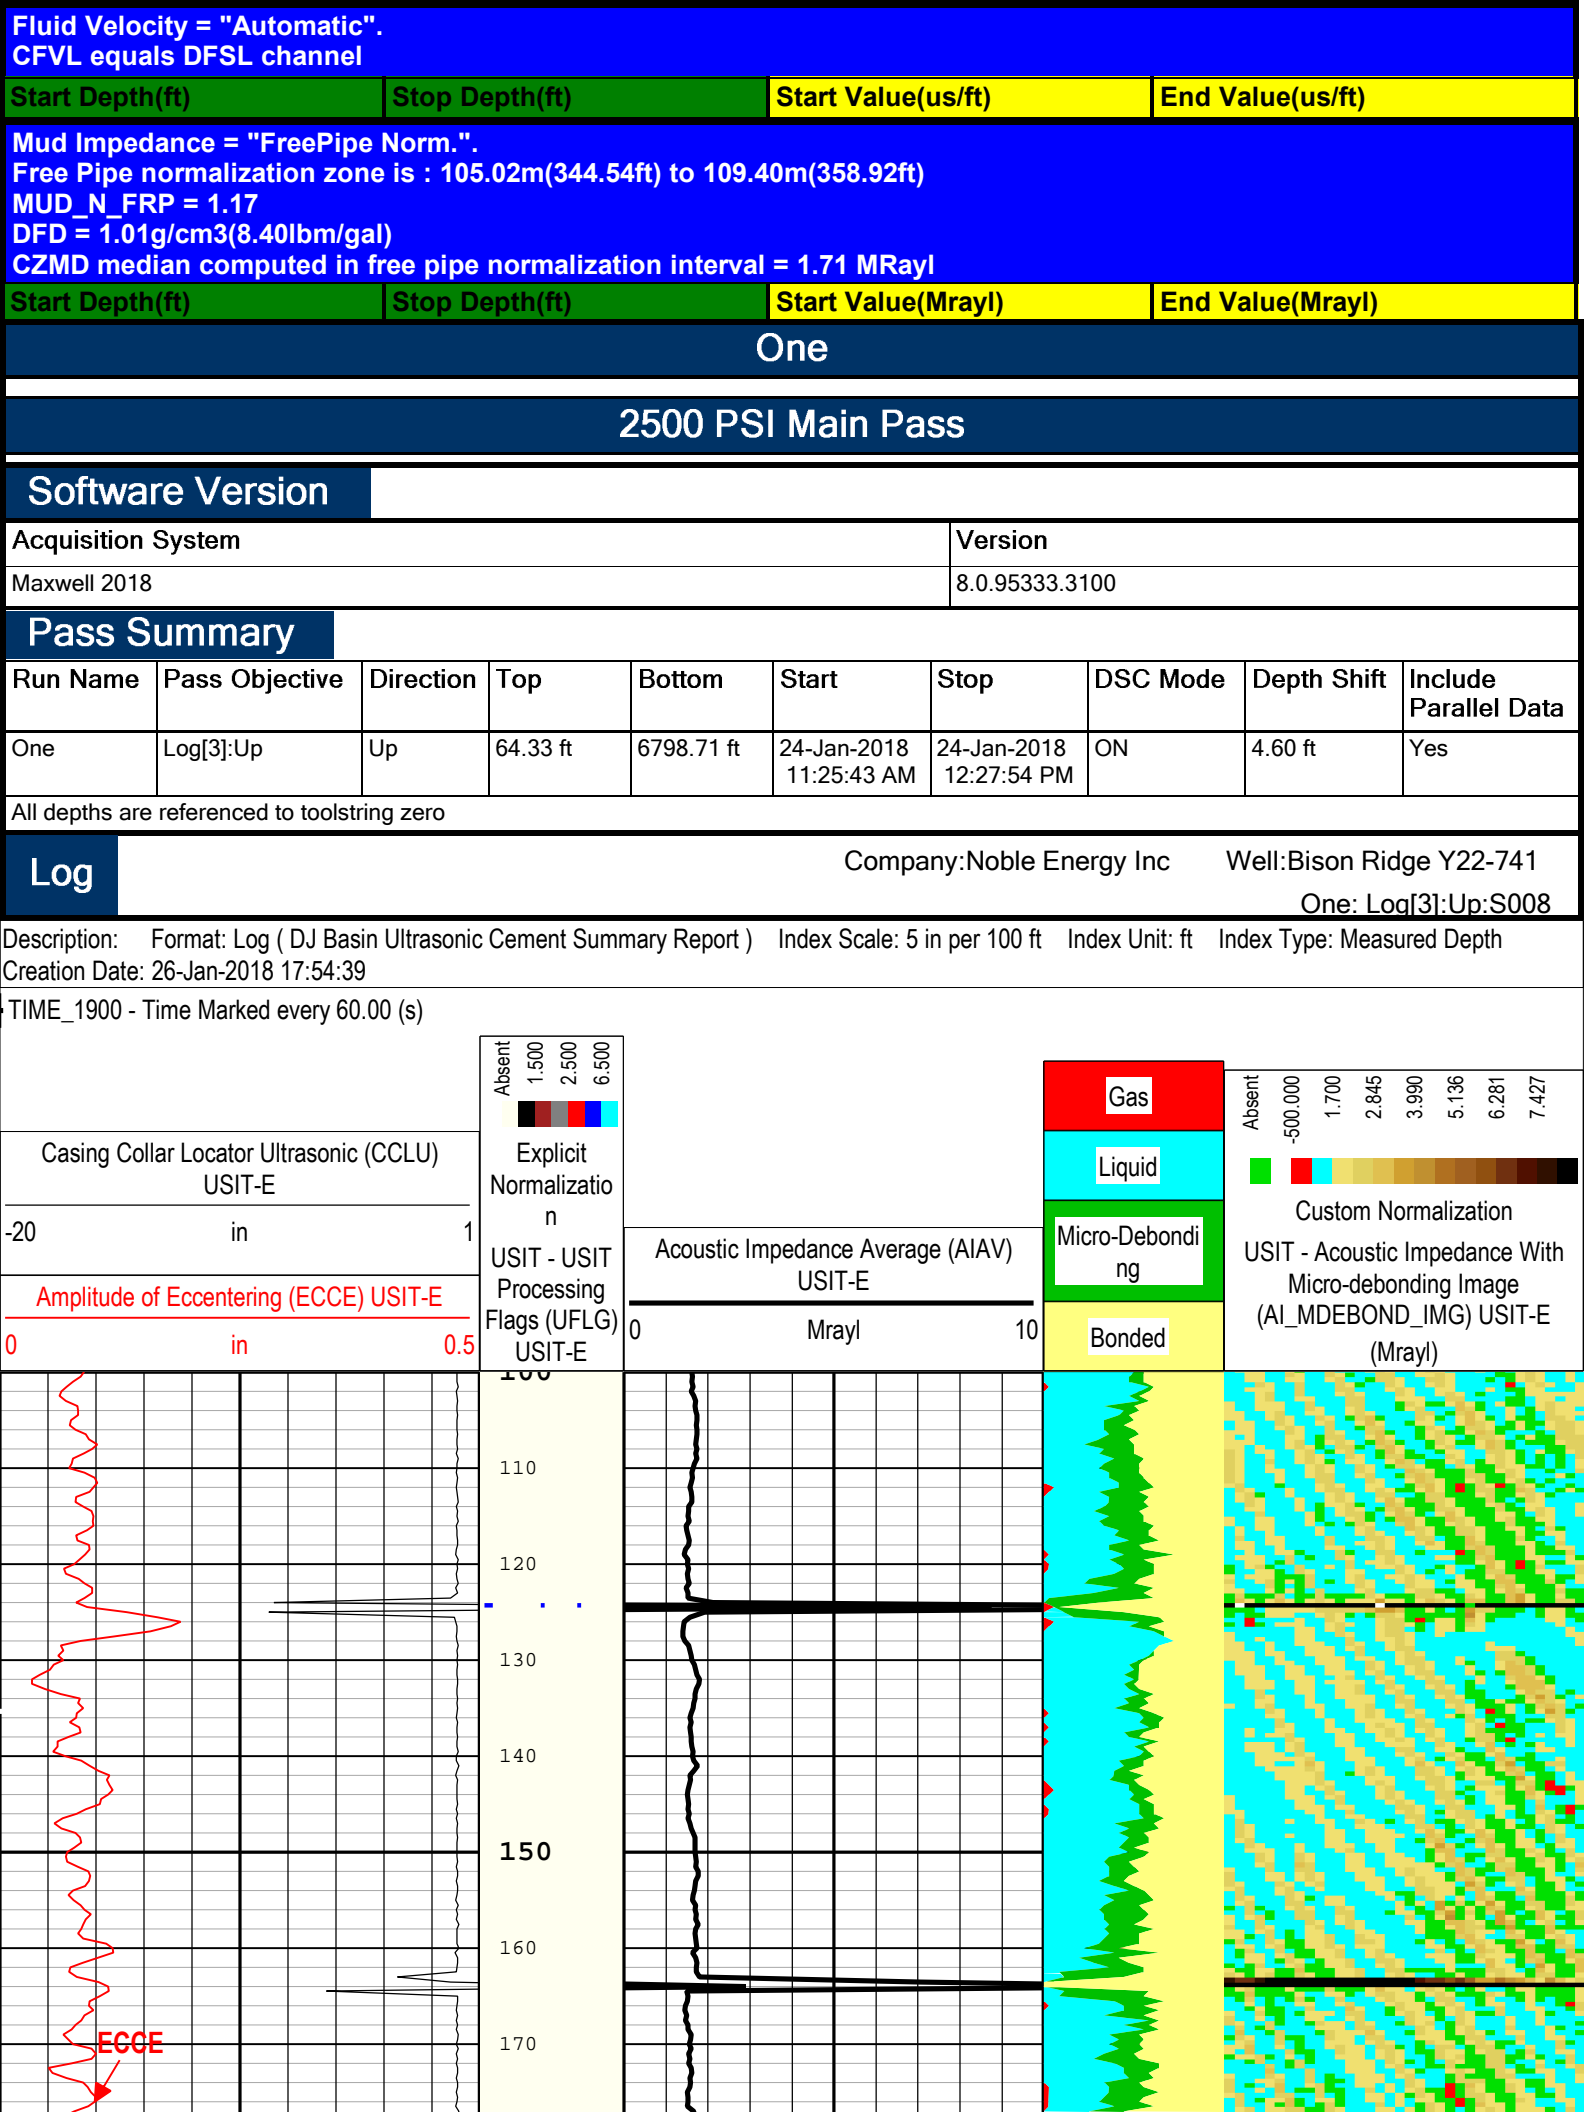 Fluid Velocity = "Automatic".
CFVL equals DFSL channel
Start Depth(ft) Stop Depth(ft) Start Value(us/ft) End Value(us/ft)
Mud Impedance = "FreePipe Norm.".
Free Pipe normalization zone is : 105.02m(344.54ft) to 109.40m(358.92ft)
MUD_N_FRP = 1.17
DFD = 1.01g/cm3(8.40lbm/gal)
CZMD median computed in free pipe normalization interval = 1.71 MRayl
Start Depth(ft) Stop Depth(ft) Start Value(Mrayl) End Value(Mrayl)
One
2500 PSI Main Pass
Software Version
Acquisition System Version
Maxwell 2018 8.0.95333.3100
Pass Summary
Run Name Pass Objective Direction Top Bottom Start Stop DSC Mode Depth Shift Include
Parallel Data
One Log[3]:Up Up 64.33 ft 6798.71 ft 24-Jan-2018 24-Jan-2018 ON 4.60 ft Yes
11:25:43 AM 12:27:54 PM
All depths are referenced to toolstring zero
Log
Company:Noble Energy Inc Well:Bison Ridge Y22-741
One: Log[3]:Up:S008
Description: Format: Log ( DJ Basin Ultrasonic Cement Summary Report ) Index Scale: 5 in per 100 ft Index Unit: ft Index Type: Measured Depth
Creation Date: 26-Jan-2018 17:54:39
TIME_1900 - Time Marked every 60.00 (s)
Casing Collar Locator Ultrasonic (CCLU)
USIT-E
-20 in 1
Amplitude of Eccentering (ECCE) USIT-E
0 in 0.5
Absent 1.500 2.500 6.500
Explicit
Normalizatio
n
USIT - USIT
Processing
Flags (UFLG)
USIT-E
Acoustic Impedance Average (AIAV)
USIT-E
0 Mrayl 10
Gas
Liquid
Micro-Debondi
ng
Bonded
Absent -500.000 1.700 2.845 3.990 5.136 6.281 7.427
Custom Normalization
USIT - Acoustic Impedance With
Micro-debonding Image
(AI_MDEBOND_IMG) USIT-E
(Mrayl)
100
110
120
130
140
150
160
170
ECCE